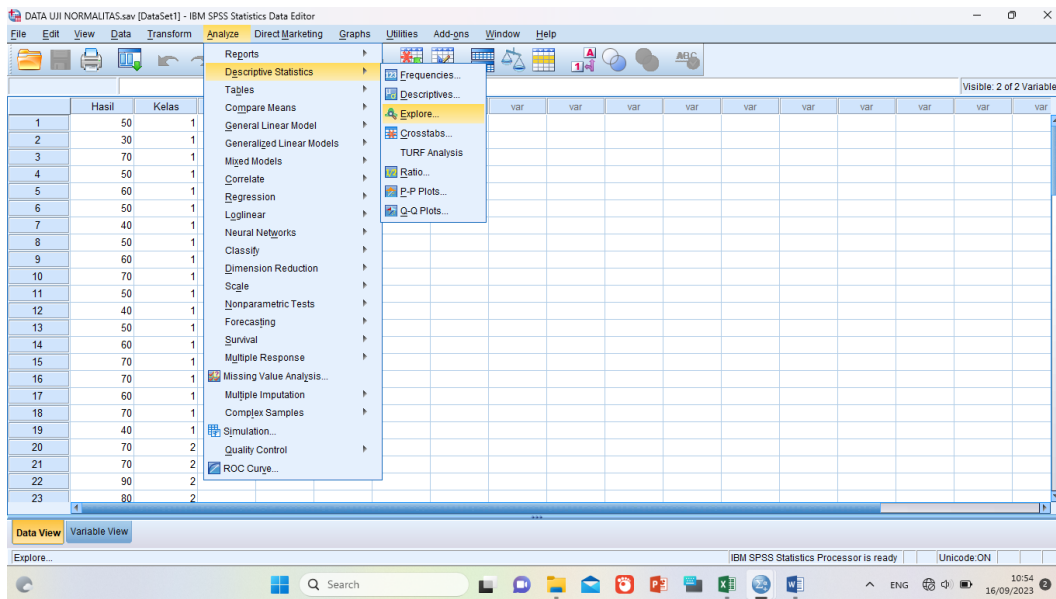 DATA UJI NORMALITAS.sav [DataSet1] - IBM SPSS Statistics Data Editor
File Edit View Data Transform Analyze Direct Marketing Graphs Utilities Add-ons Window Help
Visible: 2 of 2 Variable
Hasil Kelas var var var var var var var var var var var
1 50 1
2 30 1
3 70 1
4 50 1
5 60 1
6 50 1
7 40 1
8 50 1
9 60 1
10 70 1
11 50 1
12 40 1
13 50 1
14 60 1
15 70 1
16 70 1
17 60 1
18 70 1
19 40 1
20 70 2
21 70 2
22 90 2
23 80 2
Reports
Descriptive Statistics
Tables
Compare Means
General Linear Model
Generalized Linear Models
Mixed Models
Correlate
Regression
Loglinear
Neural Networks
Classify
Dimension Reduction
Scale
Nonparametric Tests
Forecasting
Survival
Multiple Response
Missing Value Analysis...
Multiple Imputation
Complex Samples
Simulation...
Quality Control
ROC Curve...
Frequencies...
Descriptives...
Explore...
Crosstabs...
TURF Analysis
Ratio...
P-P Plots...
Q-Q Plots...
Data View Variable View
Explore... IBM SPSS Statistics Processor is ready Unicode:ON
Search ENG 10:54
16/09/2023 2